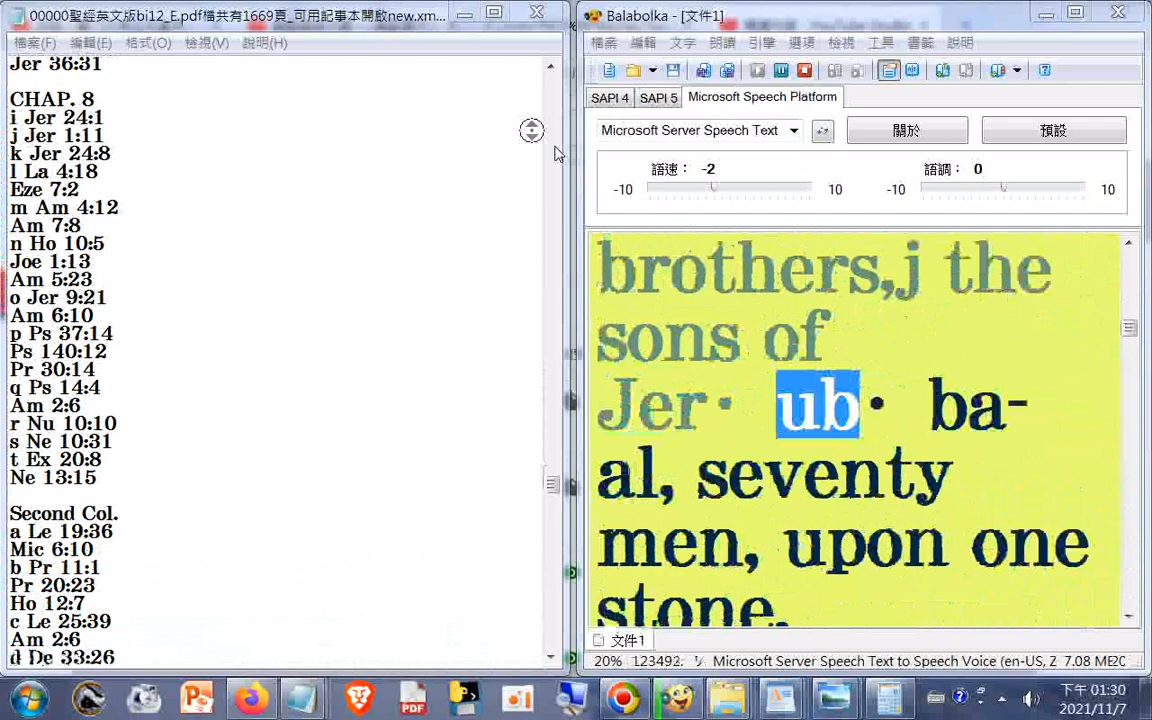 00000聖經英文版bi12_E.pdf檔共有1669頁_可用記事本開啟new.xm...
檔案(F) 編輯(E) 格式(O) 檢視(V) 說明(H)
Jer 36:31
CHAP. 8
i Jer 24:1
j Jer 1:11
k Jer 24:8
l La 4:18
Eze 7:2
m Am 4:12
Am 7:8
n Ho 10:5
Joe 1:13
Am 5:23
o Jer 9:21
Am 6:10
p Ps 37:14
Ps 140:12
Pr 30:14
q Ps 14:4
Am 2:6
r Nu 10:10
s Ne 10:31
t Ex 20:8
Ne 13:15
Second Col.
a Le 19:36
Mic 6:10
b Pr 11:1
Pr 20:23
Ho 12:7
c Le 25:39
Am 2:6
d De 33:26
Balabolka - [文件1]
檔案 編輯 文字 朗讀 引擎 選項 檢視 工具 書籤 說明
SAPI 4 SAPI 5 Microsoft Speech Platform
Microsoft Server Speech Text 關於 預設
語速： -2 語調： 0
-10 10 -10 10
brothers,j the
sons of
Jer· ub· ba-
al, seventy
men, upon one
stone.
文件1
20% 123492. Microsoft Server Speech Text to Speech Voice (en-US, Z 7.08 ME20
PDF
下午 01:30
2021/11/7